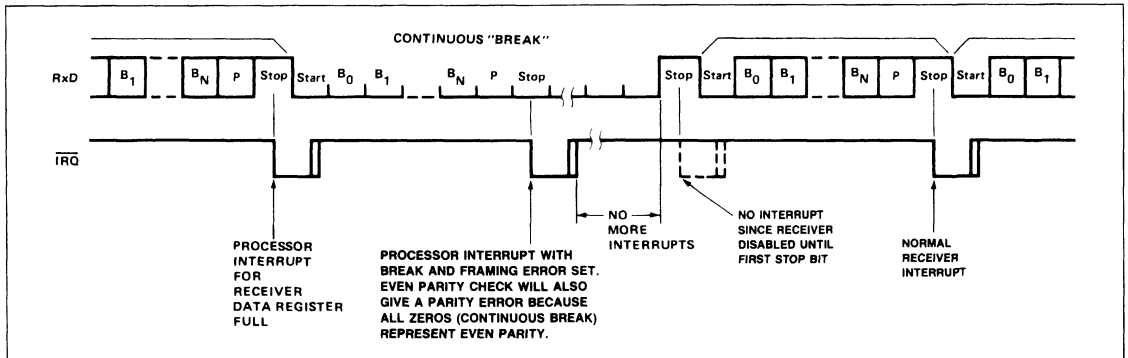 CONTINUOUS "BREAK"
RxD B1 BN P Stop Start B0 B1 BN P Stop Stop Start B0 B1 BN P Stop Start B0 B1
IRQ
PROCESSOR
INTERRUPT
FOR
RECEIVER
DATA REGISTER
FULL
PROCESSOR INTERRUPT WITH
BREAK AND FRAMING ERROR SET.
EVEN PARITY CHECK WILL ALSO
GIVE A PARITY ERROR BECAUSE
ALL ZEROS (CONTINUOUS BREAK)
REPRESENT EVEN PARITY.
NO
MORE
INTERRUPTS
NO INTERRUPT
SINCE RECEIVER
DISABLED UNTIL
FIRST STOP BIT
NORMAL
RECEIVER
INTERRUPT